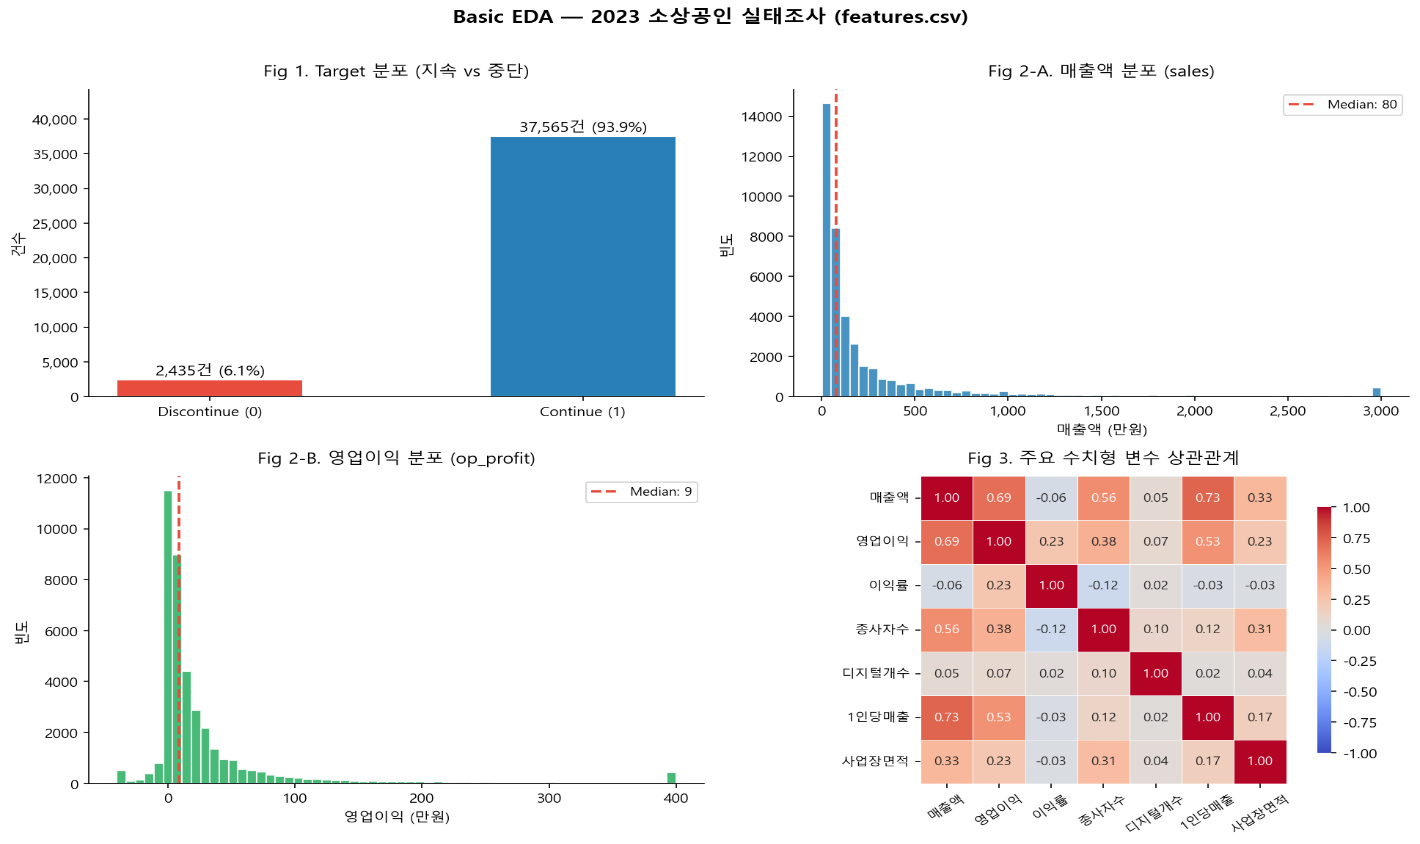 Basic EDA — 2023 소상공인 실태조사 (features.csv)
Fig 1. Target 분포 (지속 vs 중단)
건수
40,000
35,000
30,000
25,000
20,000
15,000
10,000
5,000
0
2,435건 (6.1%)
37,565건 (93.9%)
Discontinue (0)
Continue (1)
Fig 2-A. 매출액 분포 (sales)
빈도
14000
12000
10000
8000
6000
4000
2000
0
Median: 80
0 500 1,000 1,500 2,000 2,500 3,000
매출액 (만원)
Fig 2-B. 영업이익 분포 (op_profit)
빈도
12000
10000
8000
6000
4000
2000
0
Median: 9
0 100 200 300 400
영업이익 (만원)
Fig 3. 주요 수치형 변수 상관관계
매출액 1.00 0.69 -0.06 0.56 0.05 0.73 0.33
영업이익 0.69 1.00 0.23 0.38 0.07 0.53 0.23
이익률 -0.06 0.23 1.00 -0.12 0.02 -0.03 -0.03
종사자수 0.56 0.38 -0.12 1.00 0.10 0.12 0.31
디지털개수 0.05 0.07 0.02 0.10 1.00 0.02 0.04
1인당매출 0.73 0.53 -0.03 0.12 0.02 1.00 0.17
사업장면적 0.33 0.23 -0.03 0.31 0.04 0.17 1.00
매출액 영업이익 이익률 종사자수 디지털개수 1인당매출 사업장면적
1.00
0.75
0.50
0.25
0.00
-0.25
-0.50
-0.75
-1.00